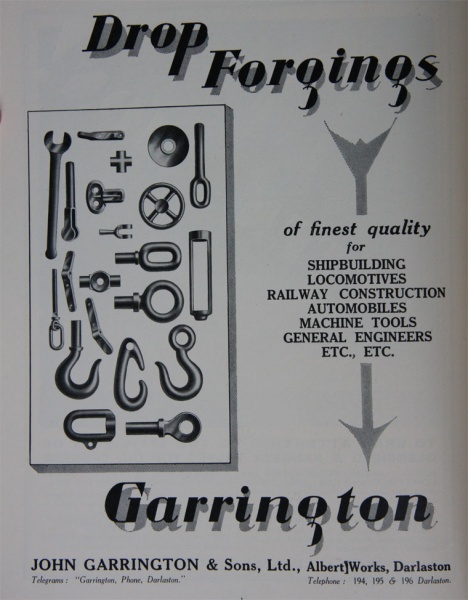 Drop
Forgings
of finest quality
for
SHIPBUILDING
LOCOMOTIVES
RAILWAY CONSTRUCTION
AUTOMOBILES
MACHINE TOOLS
GENERAL ENGINEERS
ETC., ETC.
Garrington
JOHN GARRINGTON & Sons, Ltd., Albert]Works, Darlaston
Telegrams : "Garrington, Phone, Darlaston." Telephone : 194, 195 & 196 Darlaston.